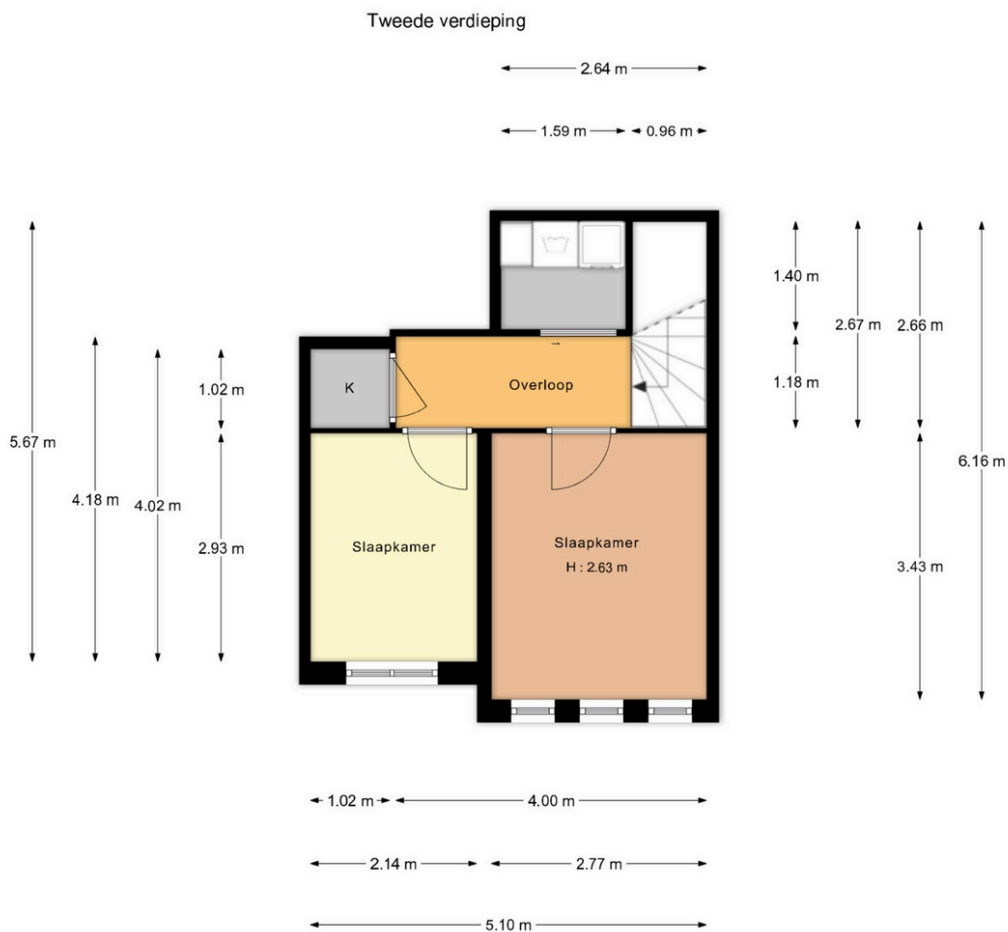 Tweede verdieping
2.64 m
1.59 m
0.96 m
1.40 m
2.67 m
2.66 m
1.18 m
1.02 m
K
Overloop
5.67 m
6.16 m
4.18 m
4.02 m
2.93 m
Slaapkamer
Slaapkamer
H : 2.63 m
3.43 m
1.02 m
4.00 m
2.14 m
2.77 m
5.10 m